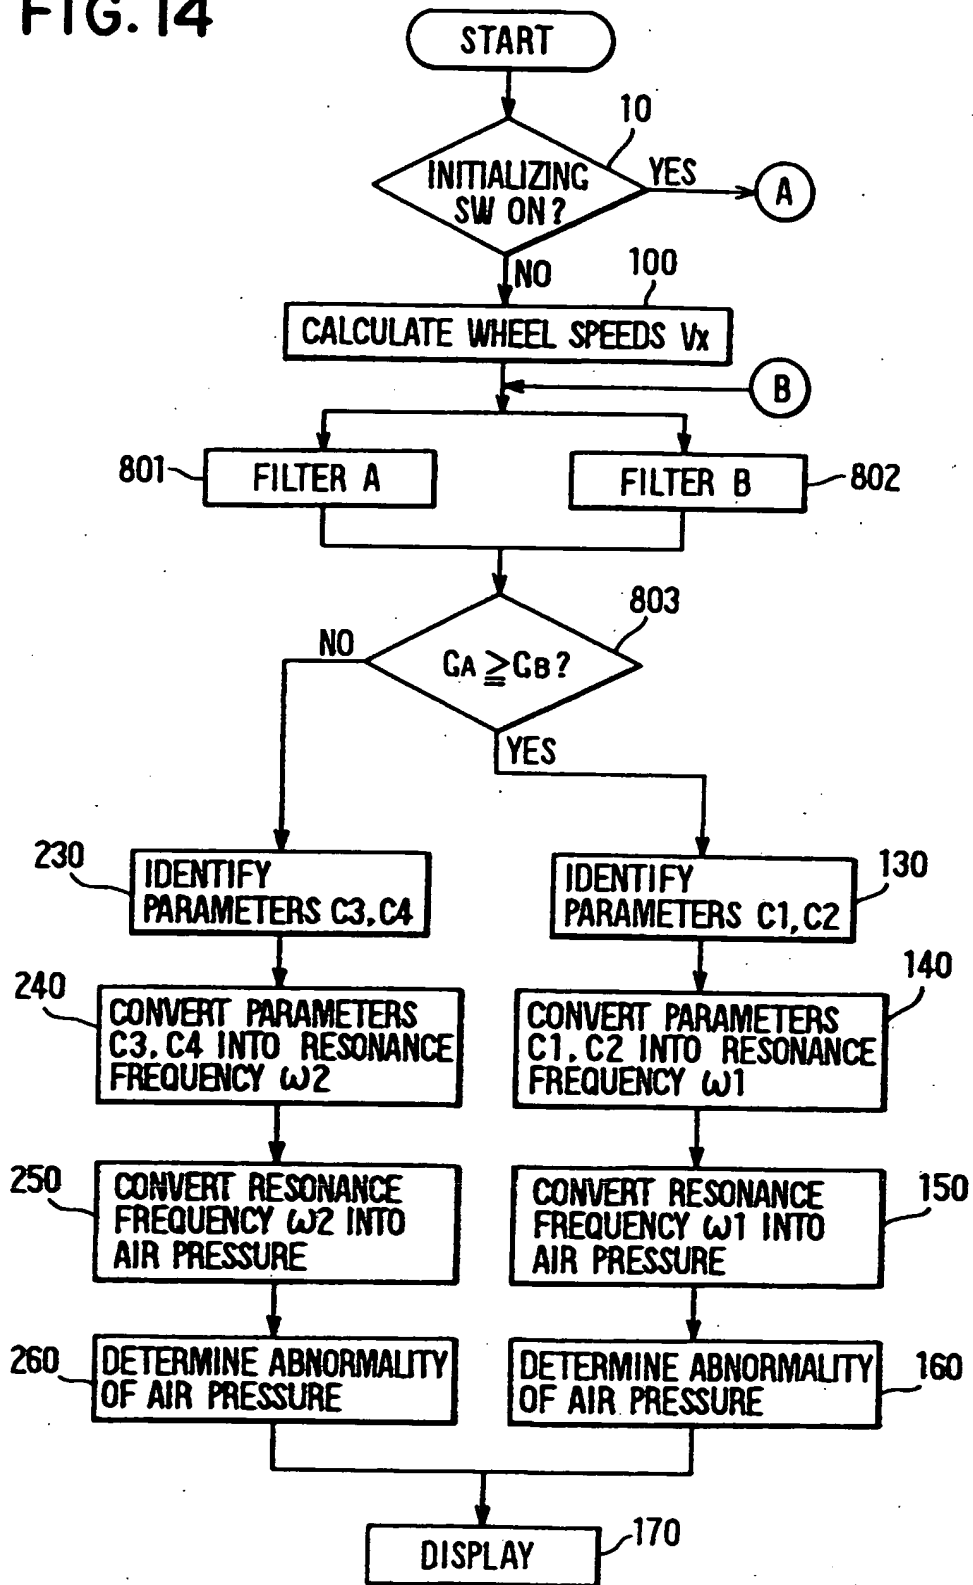 FIG. 14
START
10
INITIALIZING
SW ON?
YES
A
NO
100
CALCULATE WHEEL SPEEDS Vx
B
801
FILTER A
FILTER B
802
803
NO
GA ≧ GB?
YES
230
IDENTIFY
PARAMETERS C3, C4
130
IDENTIFY
PARAMETERS C1, C2
240
CONVERT PARAMETERS
C3, C4 INTO RESONANCE
FREQUENCY ω2
140
CONVERT PARAMETERS
C1, C2 INTO RESONANCE
FREQUENCY ω1
250
CONVERT RESONANCE
FREQUENCY ω2 INTO
AIR PRESSURE
150
CONVERT RESONANCE
FREQUENCY ω1 INTO
AIR PRESSURE
260
DETERMINE ABNORMALITY
OF AIR PRESSURE
160
DETERMINE ABNORMALITY
OF AIR PRESSURE
170
DISPLAY